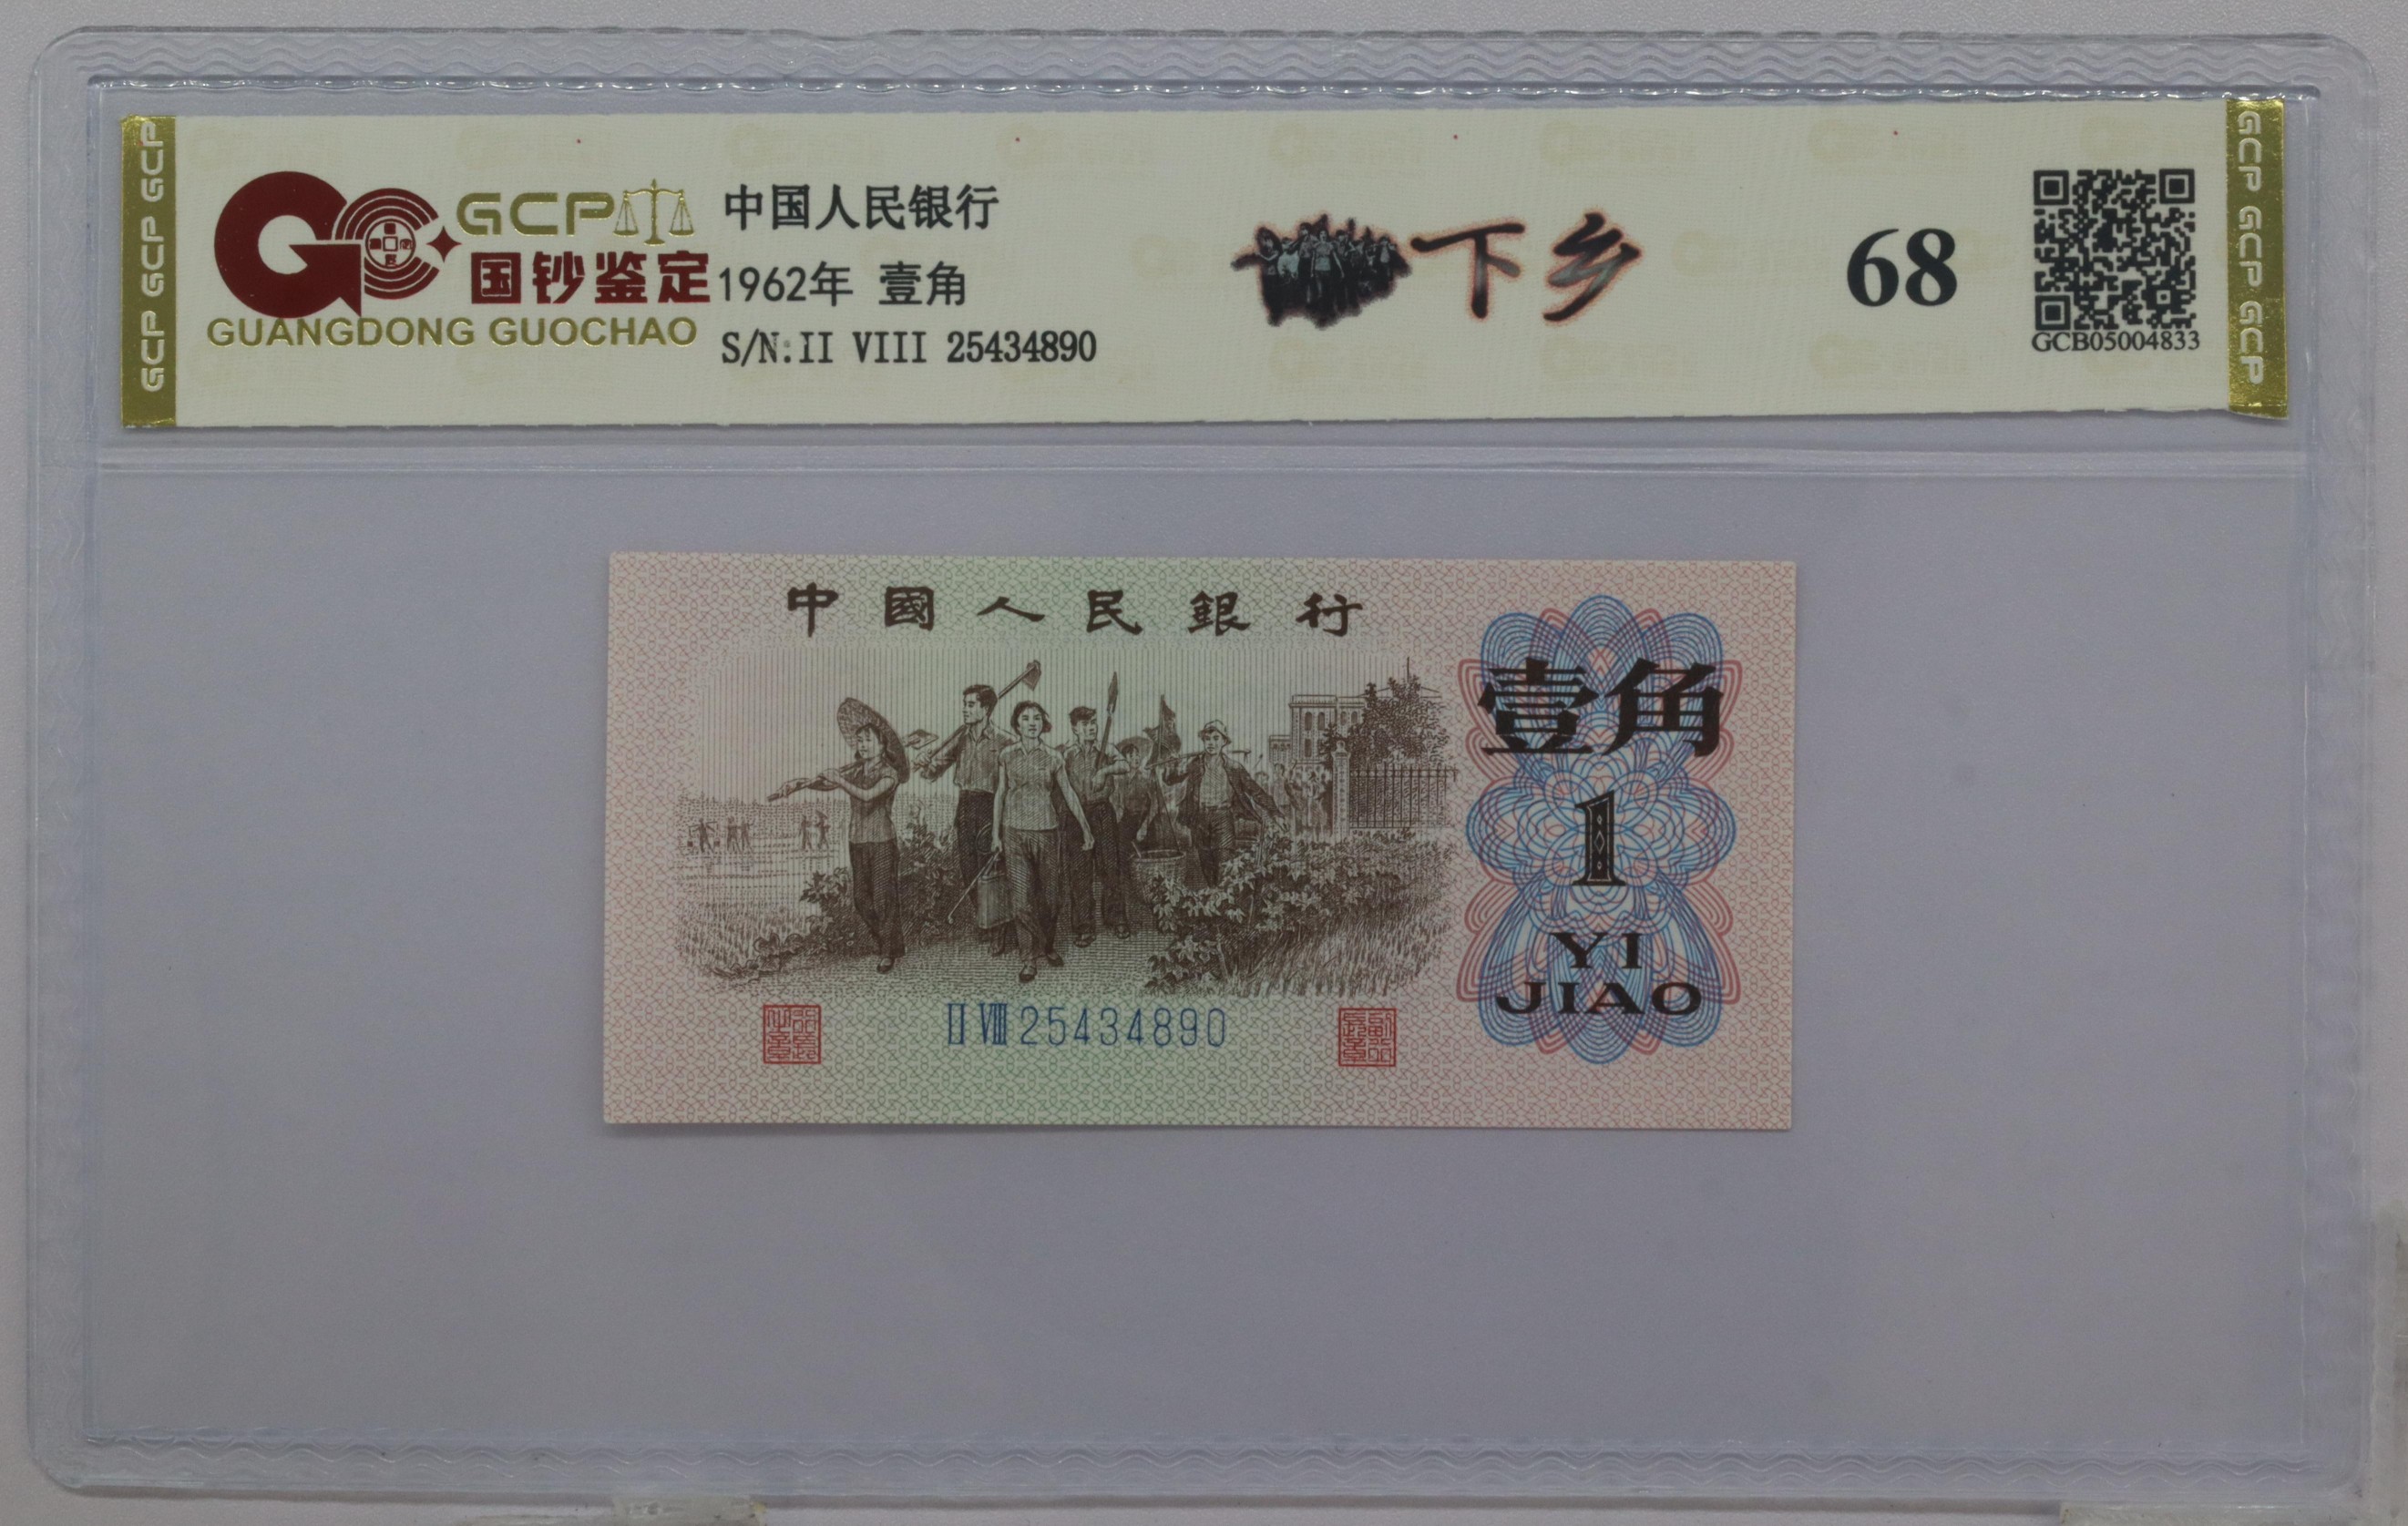 GCP GCP GCP
GCP
国钞鉴定
GUANGDONG GUOCHAO
中国人民银行
1962年 壹角
S/N:II VIII 25434890
下乡
68
GCB05004833
GCP GCP GCP
中國人民銀行
壹角
1
YI
JIAO
II VIII 25434890